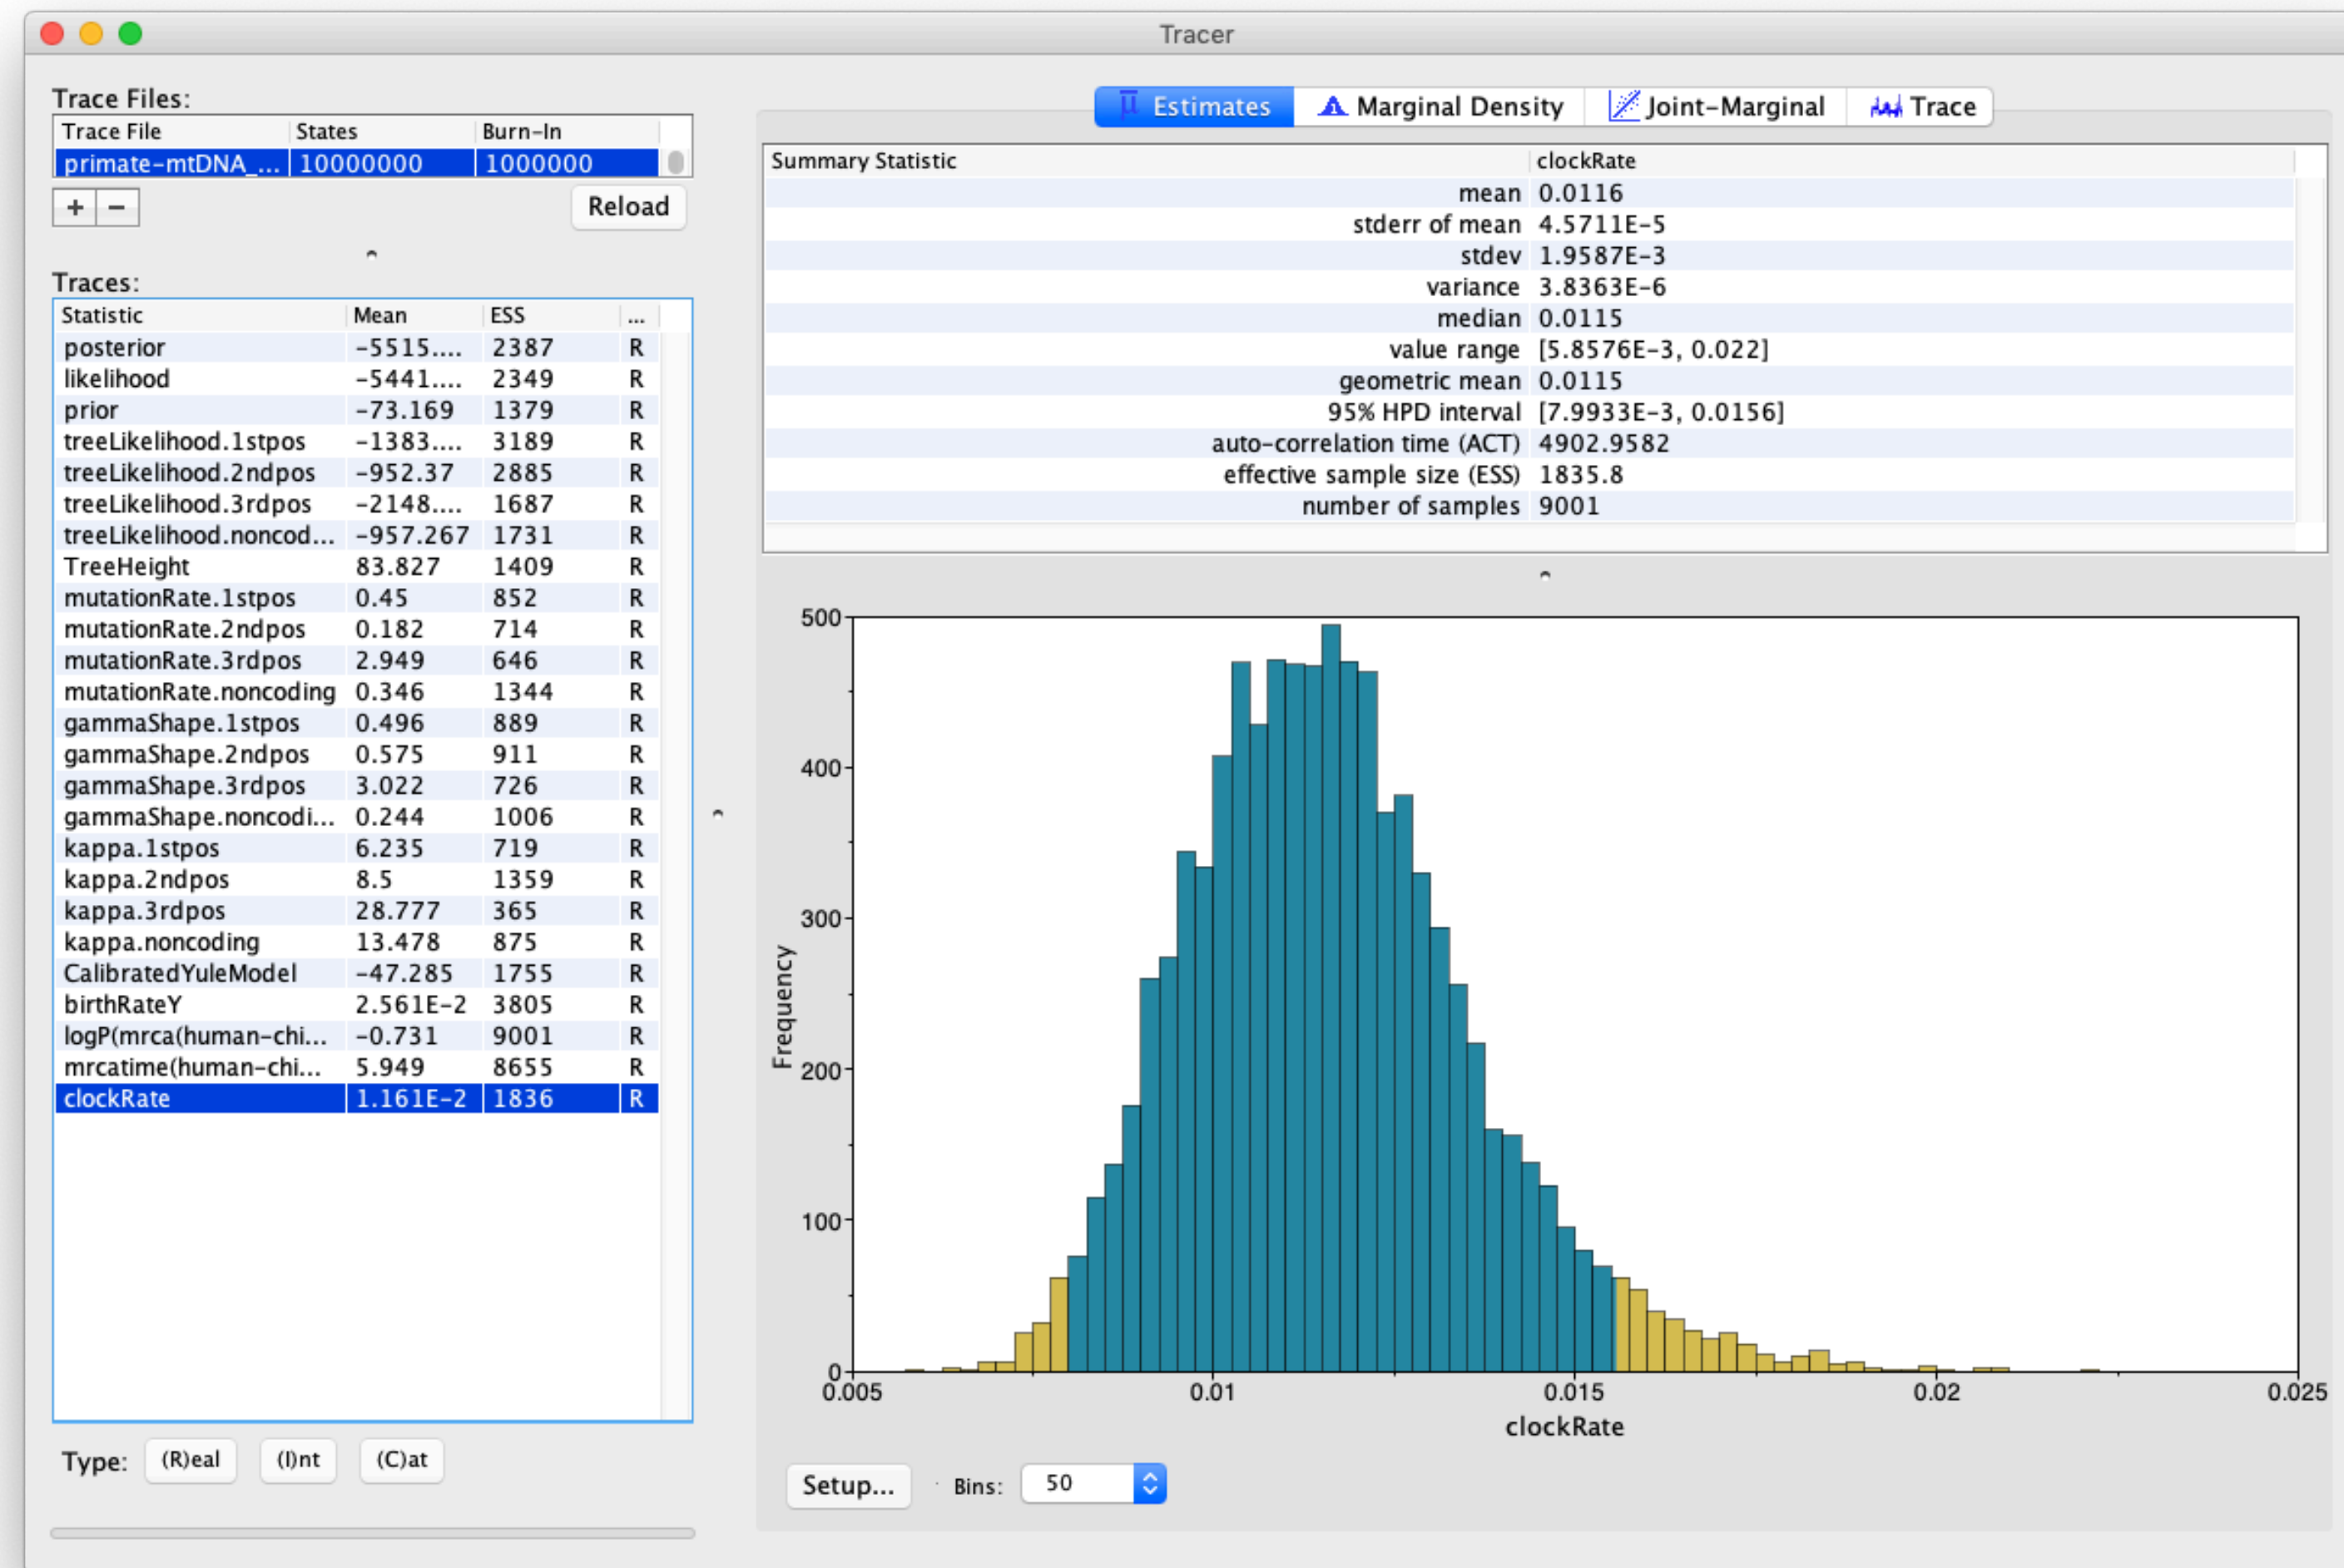 Tracer
Trace Files:
Trace File States Burn-In
primate-mtDNA_... 10000000 1000000
+ −
Reload
Traces:
Statistic Mean ESS ...
posterior -5515.... 2387 R
likelihood -5441.... 2349 R
prior -73.169 1379 R
treeLikelihood.1stpos -1383.... 3189 R
treeLikelihood.2ndpos -952.37 2885 R
treeLikelihood.3rdpos -2148.... 1687 R
treeLikelihood.noncod... -957.267 1731 R
TreeHeight 83.827 1409 R
mutationRate.1stpos 0.45 852 R
mutationRate.2ndpos 0.182 714 R
mutationRate.3rdpos 2.949 646 R
mutationRate.noncoding 0.346 1344 R
gammaShape.1stpos 0.496 889 R
gammaShape.2ndpos 0.575 911 R
gammaShape.3rdpos 3.022 726 R
gammaShape.noncodi... 0.244 1006 R
kappa.1stpos 6.235 719 R
kappa.2ndpos 8.5 1359 R
kappa.3rdpos 28.777 365 R
kappa.noncoding 13.478 875 R
CalibratedYuleModel -47.285 1755 R
birthRateY 2.561E-2 3805 R
logP(mrca(human-chi... -0.731 9001 R
mrcatime(human-chi... 5.949 8655 R
clockRate 1.161E-2 1836 R
Type: (R)eal (I)nt (C)at
μ Estimates Marginal Density Joint-Marginal Trace
Summary Statistic clockRate
mean 0.0116
stderr of mean 4.5711E-5
stdev 1.9587E-3
variance 3.8363E-6
median 0.0115
value range [5.8576E-3, 0.022]
geometric mean 0.0115
95% HPD interval [7.9933E-3, 0.0156]
auto-correlation time (ACT) 4902.9582
effective sample size (ESS) 1835.8
number of samples 9001
500
400
300
200
100
0
Frequency
0.005 0.01 0.015 0.02 0.025
clockRate
Setup... Bins: 50